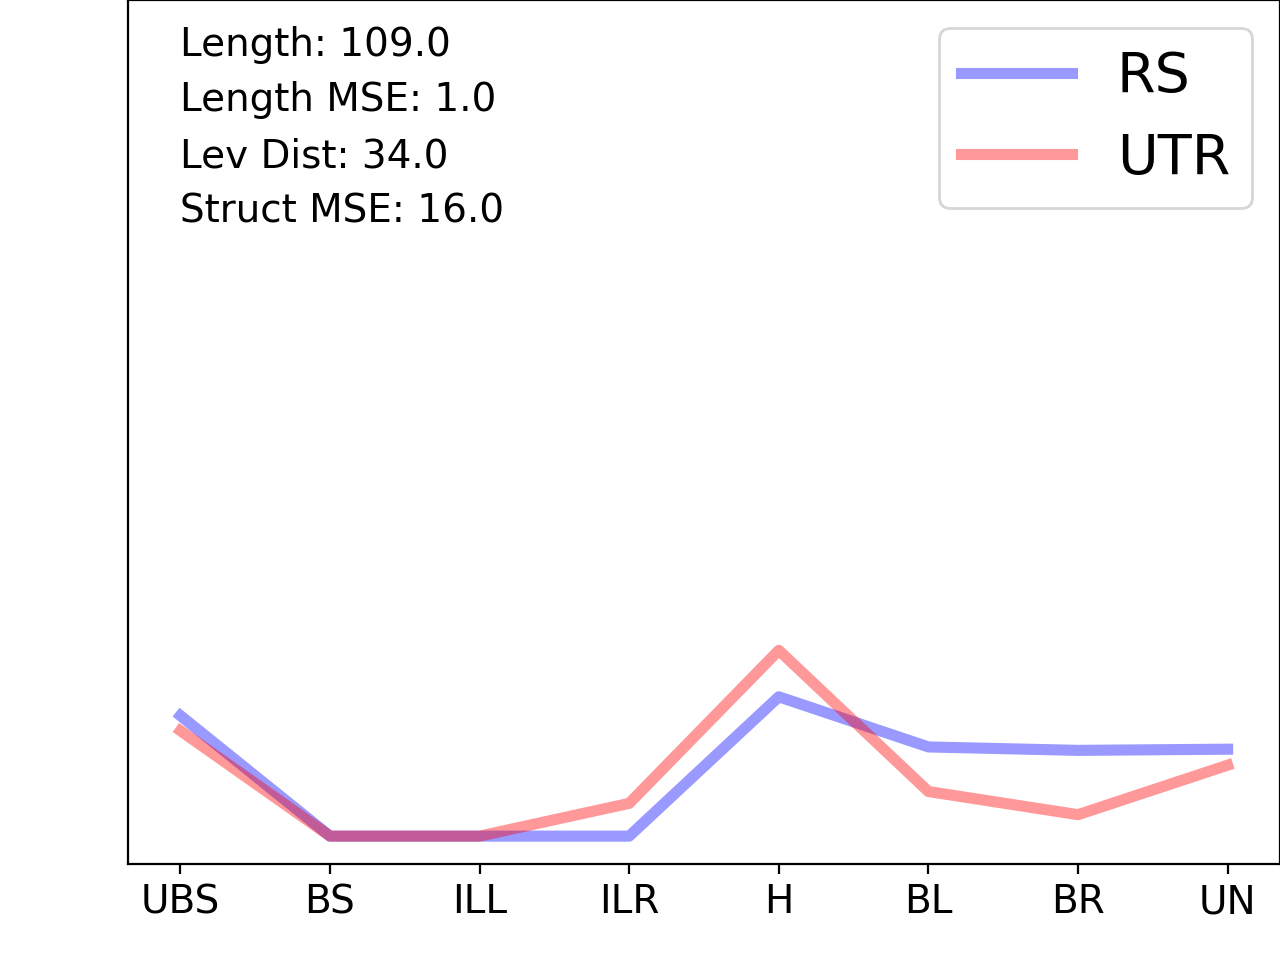 Length: 109.0
Length MSE: 1.0
Lev Dist: 34.0
Struct MSE: 16.0
RS
UTR
UBS BS ILL ILR H BL BR UN